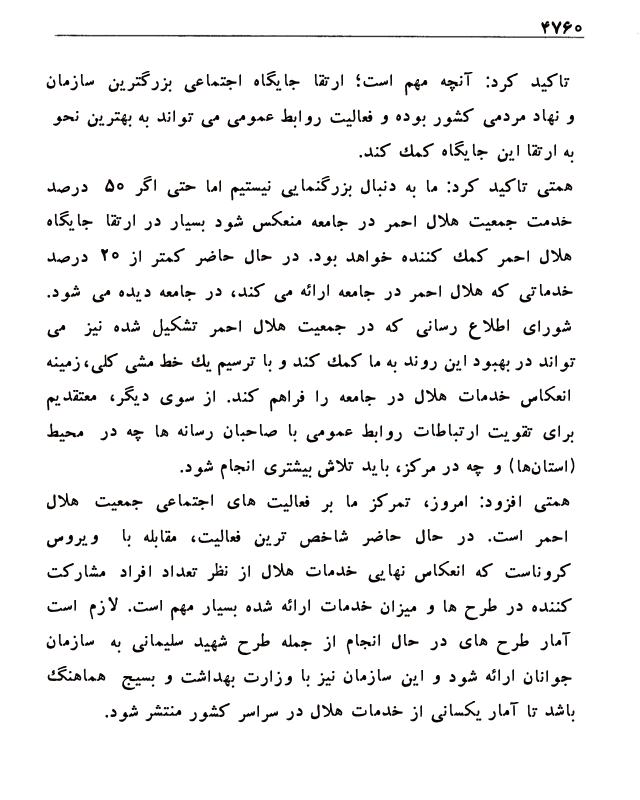 ۴۷۶۰
تاکید کرد: آنچه مهم است؛ ارتقا جایگاه اجتماعی بزرگترین سازمان
و نهاد مردمی کشور بوده و فعالیت روابط عمومی می تواند به بهترین نحو
به ارتقا این جایگاه کمک کند.
همتی تاکید کرد: ما به دنبال بزرگنمایی نیستیم اما حتی اگر ۵۰ درصد
خدمت جمعیت هلال احمر در جامعه منعکس شود بسیار در ارتقا جایگاه
هلال احمر کمک کننده خواهد بود. در حال حاضر کمتر از ۲۰ درصد
خدماتی که هلال احمر در جامعه ارائه می کند، در جامعه دیده می شود.
شورای اطلاع رسانی که در جمعیت هلال احمر تشکیل شده نیز می
تواند در بهبود این روند به ما کمک کند و با ترسیم یک خط مشی کلی، زمینه
انعکاس خدمات هلال در جامعه را فراهم کند. از سوی دیگر، معتقدیم
برای تقویت ارتباطات روابط عمومی با صاحبان رسانه ها چه در محیط
(استان‌ها) و چه در مرکز، باید تلاش بیشتری انجام شود.
همتی افزود: امروز، تمرکز ما بر فعالیت های اجتماعی جمعیت هلال
احمر است. در حال حاضر شاخص ترین فعالیت، مقابله با ویروس
کروناست که انعکاس نهایی خدمات هلال از نظر تعداد افراد مشارکت
کننده در طرح ها و میزان خدمات ارائه شده بسیار مهم است. لازم است
آمار طرح های در حال انجام از جمله طرح شهید سلیمانی به سازمان
جوانان ارائه شود و این سازمان نیز با وزارت بهداشت و بسیج هماهنگ
باشد تا آمار یکسانی از خدمات هلال در سراسر کشور منتشر شود.